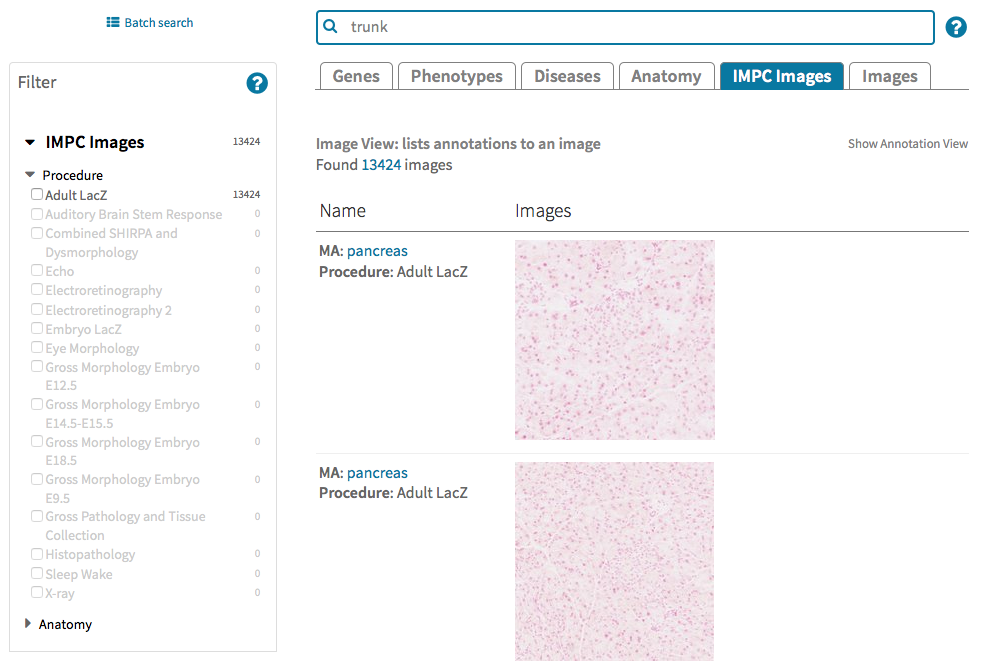 Batch search
trunk
?
Filter
?
IMPC Images 13424
Procedure
Adult LacZ 13424
Auditory Brain Stem Response 0
Combined SHIRPA and 0
Dysmorphology
Echo 0
Electroretinography 0
Electroretinography 2 0
Embryo LacZ 0
Eye Morphology 0
Gross Morphology Embryo 0
E12.5
Gross Morphology Embryo 0
E14.5-E15.5
Gross Morphology Embryo 0
E18.5
Gross Morphology Embryo 0
E9.5
Gross Pathology and Tissue 0
Collection
Histopathology 0
Sleep Wake 0
X-ray 0
Anatomy
Genes Phenotypes Diseases Anatomy IMPC Images Images
Image View: lists annotations to an image Show Annotation View
Found 13424 images
Name Images
MA: pancreas
Procedure: Adult LacZ
MA: pancreas
Procedure: Adult LacZ